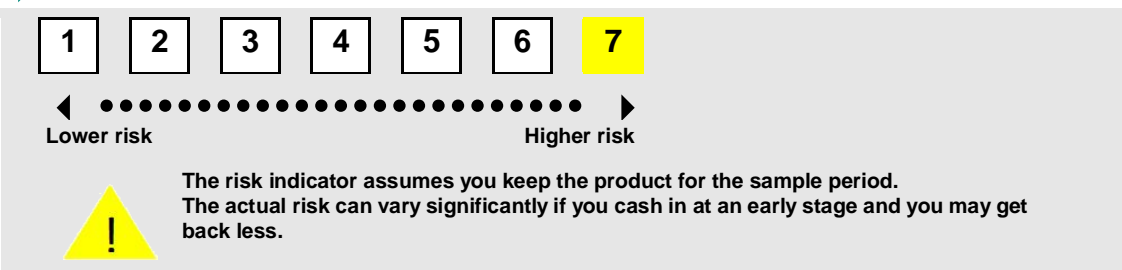 1 2 3 4 5 6 7
Lower risk Higher risk
The risk indicator assumes you keep the product for the sample period.
The actual risk can vary significantly if you cash in at an early stage and you may get
back less.
!